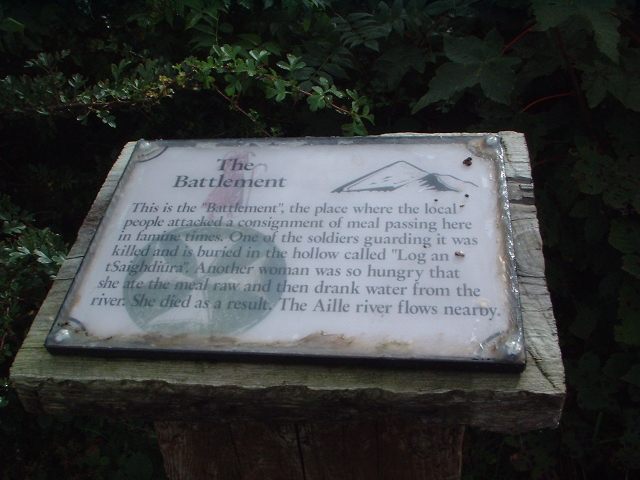 The
Battlement
This is the "Battlement", the place where the local
people attacked a consignment of meal passing here
in famine times. One of the soldiers guarding it was
killed and is buried in the hollow called "Log an
tSaighdiúra". Another woman was so hungry that
she ate the meal raw and then drank water from the
river. She died as a result. The Aille river flows nearby.